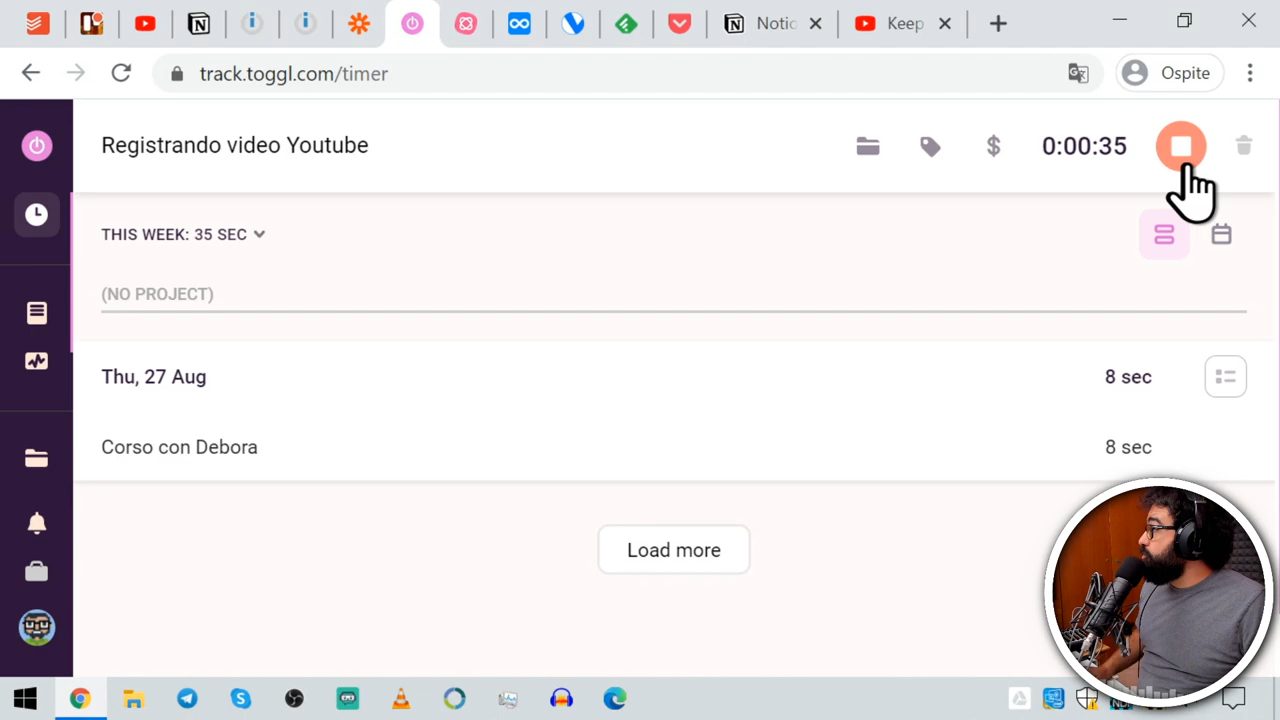 Notic
Keep
track.toggl.com/timer
Ospite
Registrando video Youtube
$
0:00:35
THIS WEEK: 35 SEC
(NO PROJECT)
Thu, 27 Aug
8 sec
Corso con Debora
8 sec
Load more